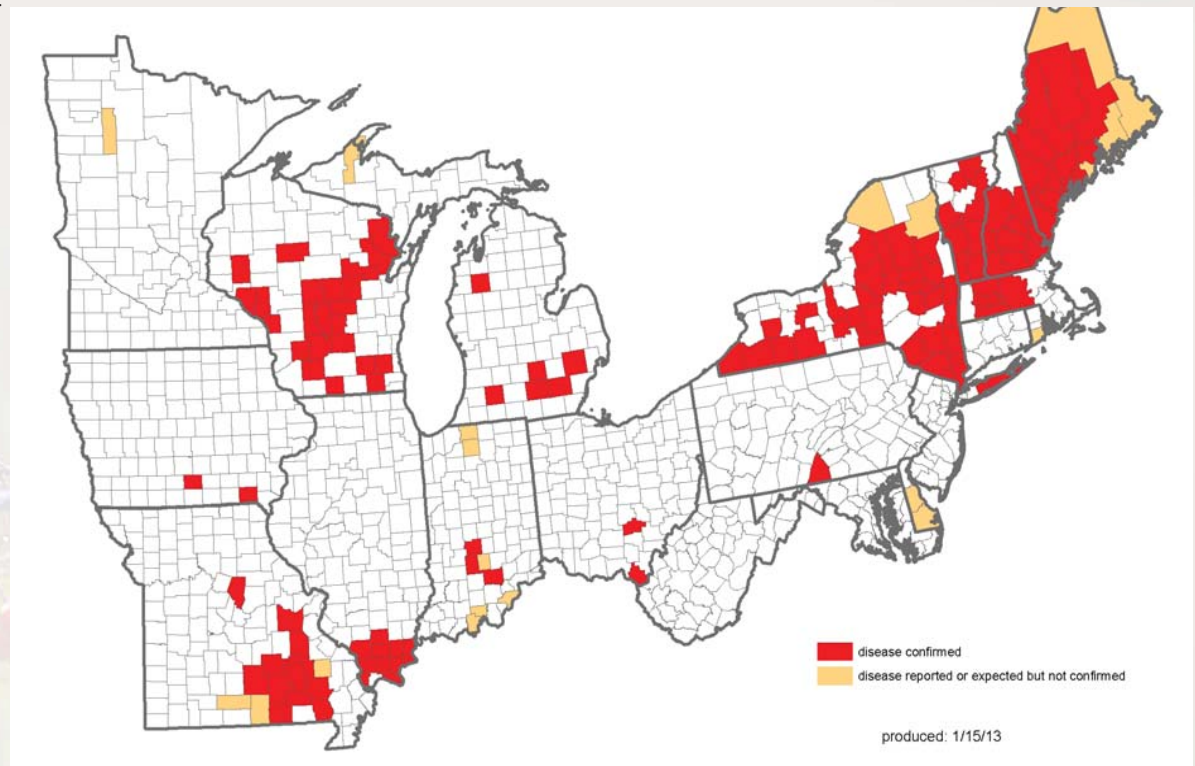 disease confirmed
disease reported or expected but not confirmed
produced: 1/15/13